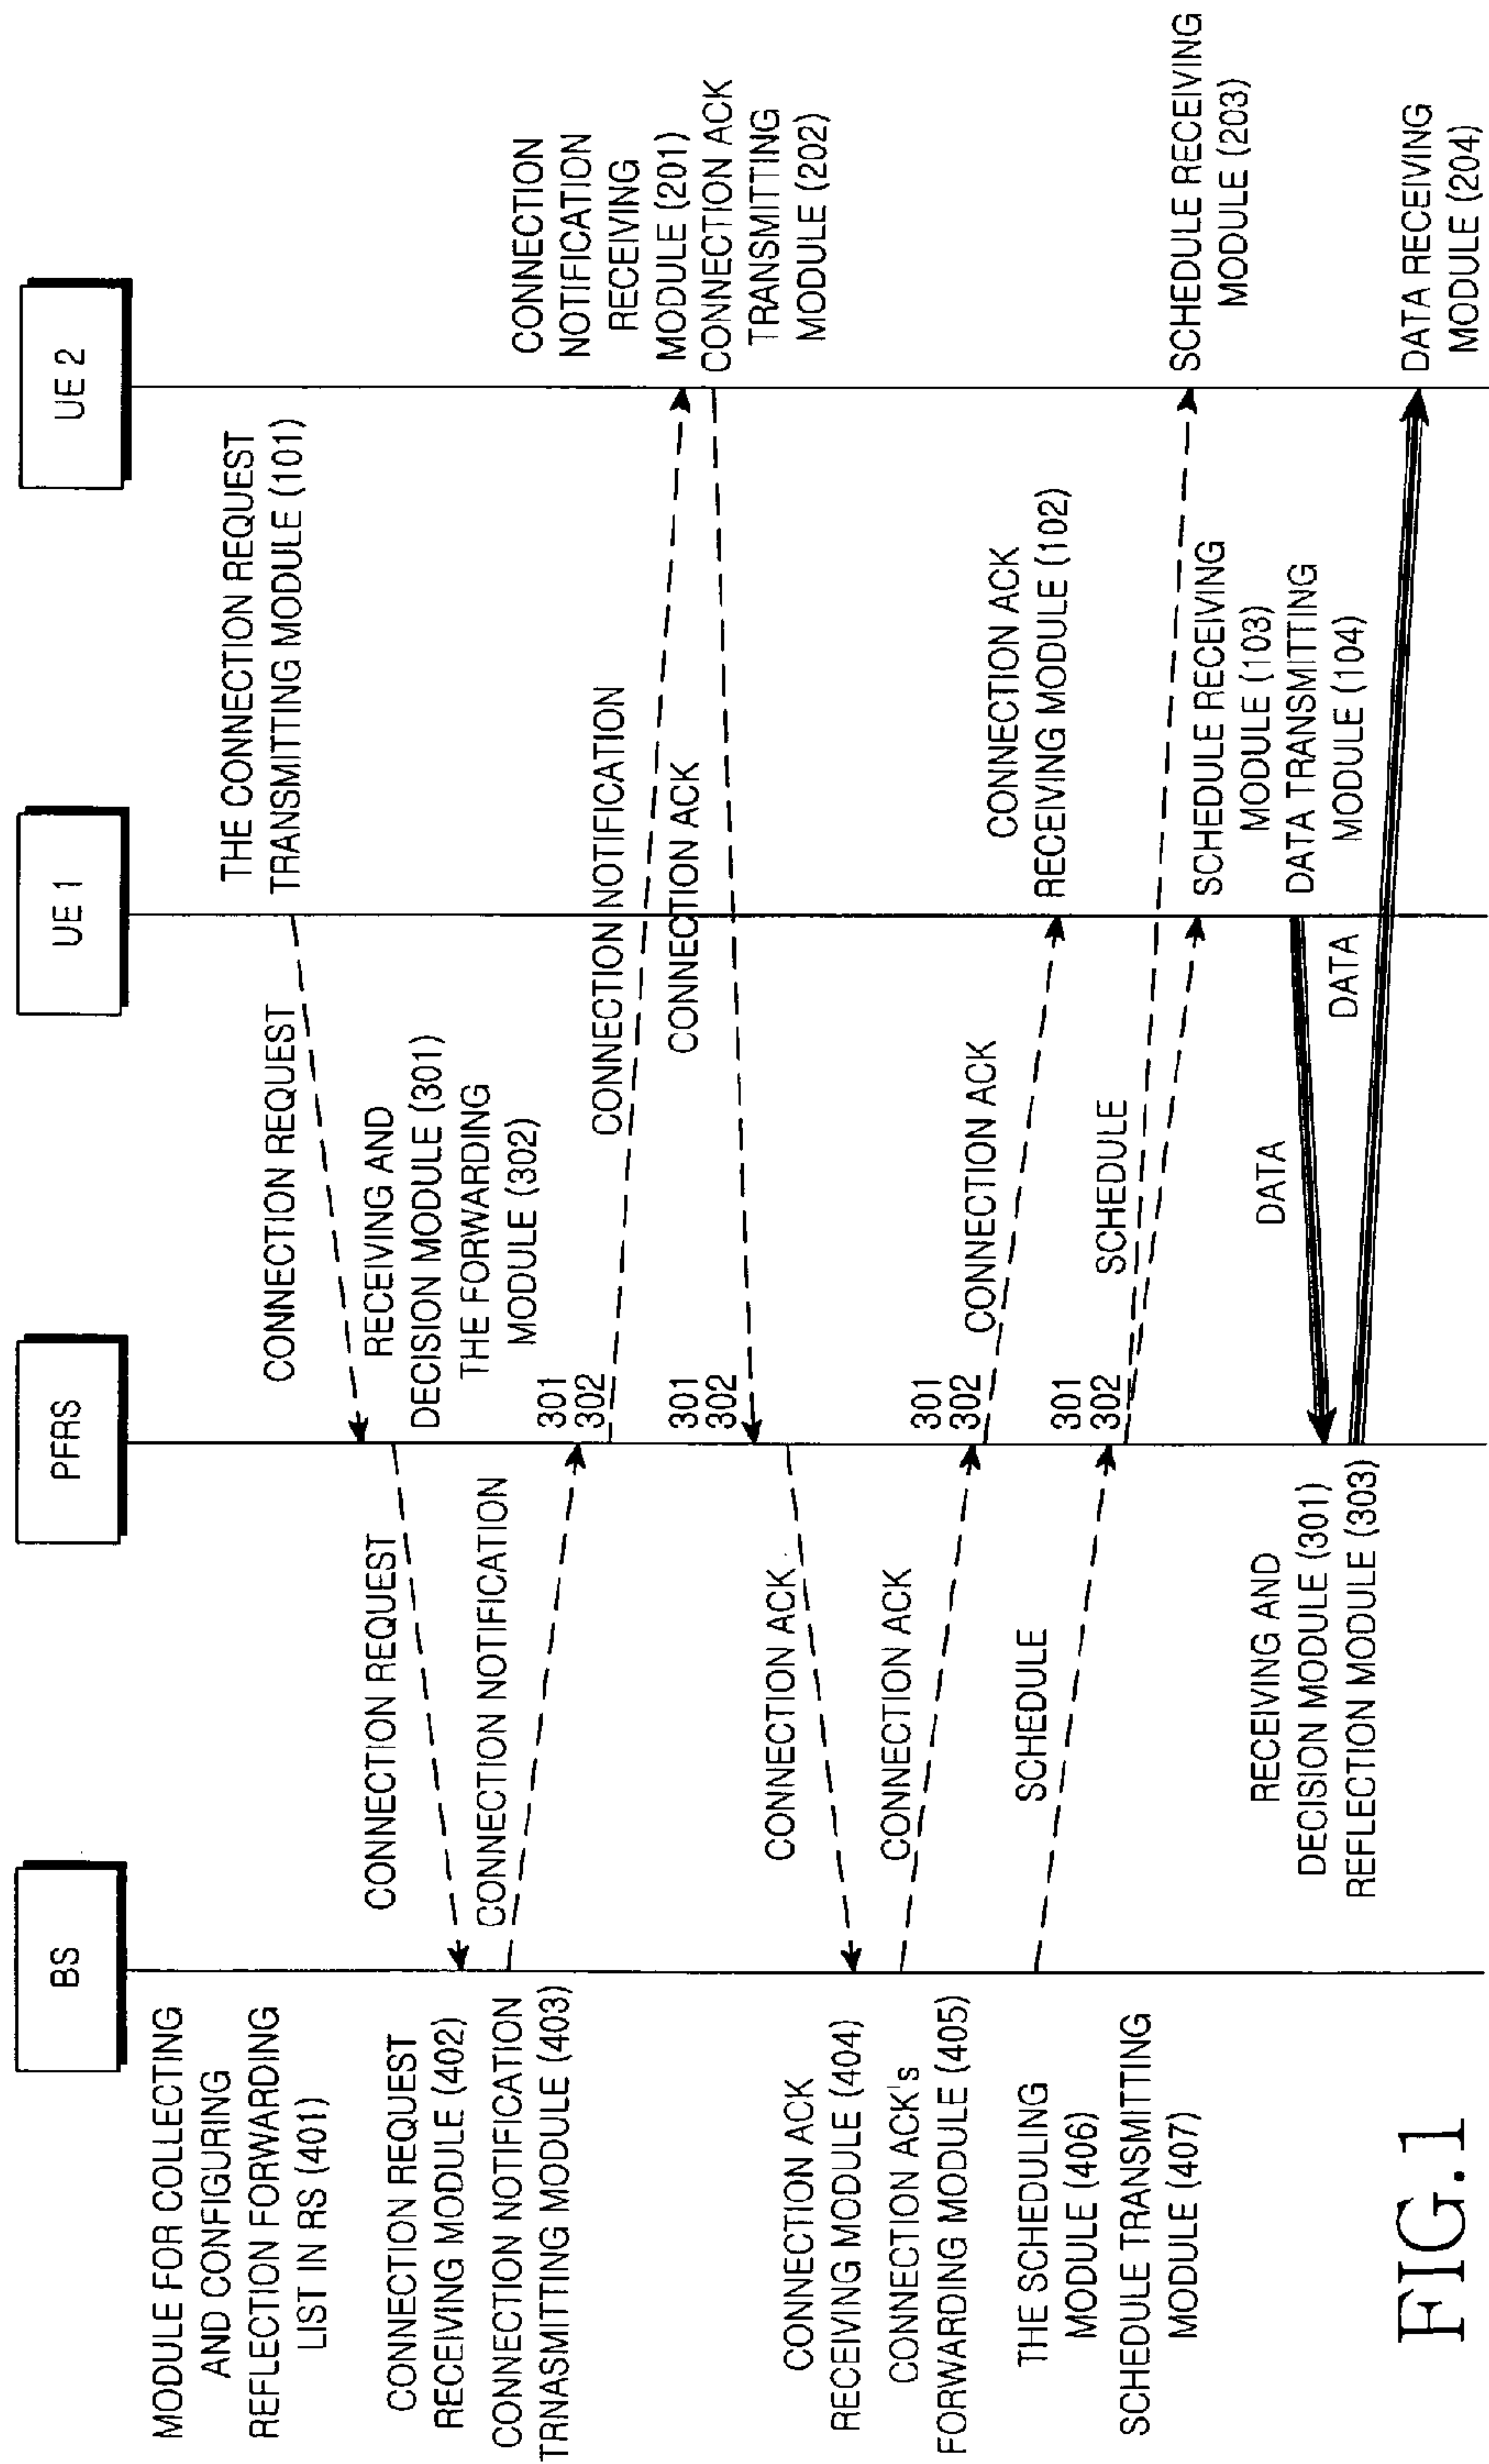 BS
PFRS
UE 1
UE 2
MODULE FOR COLLECTING
AND CONFIGURING
REFLECTION FORWARDING
LIST IN RS (401)
THE CONNECTION REQUEST
TRANSMITTING MODULE (101)
CONNECTION REQUEST
RECEIVING AND
DECISION MODULE (301)
THE FORWARDING
MODULE (302)
CONNECTION REQUEST
CONNECTION REQUEST
RECEIVING MODULE (402)
CONNECTION NOTIFICATION
TRNASMITTING MODULE (403)
CONNECTION NOTIFICATION
301
302
CONNECTION NOTIFICATION
CONNECTION
NOTIFICATION
RECEIVING
MODULE (201)
CONNECTION ACK
TRANSMITTING
MODULE (202)
CONNECTION ACK
301
302
CONNECTION ACK
CONNECTION ACK
RECEIVING MODULE (404)
CONNECTION ACK's
FORWARDING MODULE (405)
CONNECTION ACK
301
302
CONNECTION ACK
CONNECTION ACK
RECEIVING MODULE (102)
THE SCHEDULING
MODULE (406)
SCHEDULE TRANSMITTING
MODULE (407)
SCHEDULE
301
302
SCHEDULE
SCHEDULE RECEIVING
MODULE (203)
SCHEDULE RECEIVING
MODULE (103)
DATA TRANSMITTING
MODULE (104)
DATA
RECEIVING AND
DECISION MODULE (301)
REFLECTION MODULE (303)
DATA
DATA RECEIVING
MODULE (204)
FIG.1